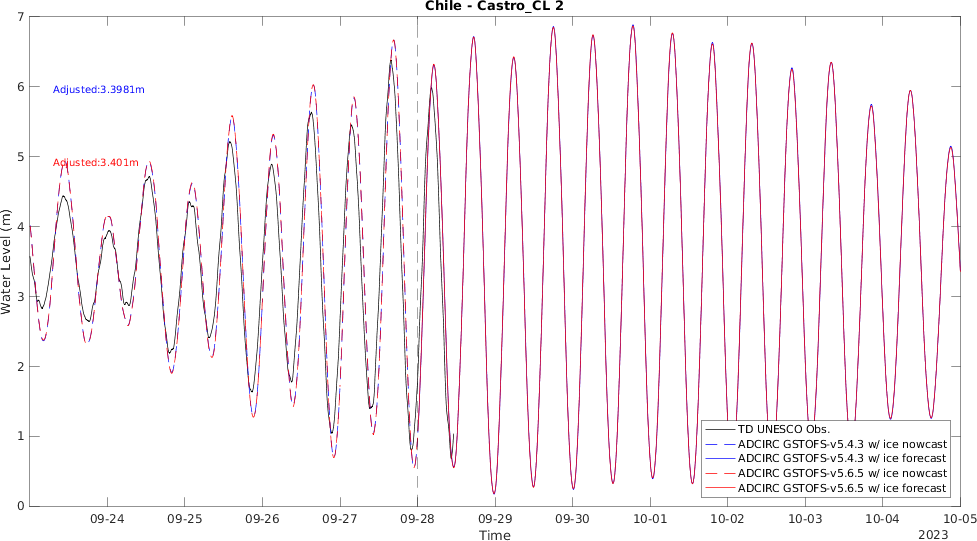 Chile - Castro_CL 2
7
6
5
4
3
2
1
0
Water Level (m)
Adjusted:3.3981m
Adjusted:3.401m
TD UNESCO Obs.
ADCIRC GSTOFS-v5.4.3 w/ ice nowcast
ADCIRC GSTOFS-v5.4.3 w/ ice forecast
ADCIRC GSTOFS-v5.6.5 w/ ice nowcast
ADCIRC GSTOFS-v5.6.5 w/ ice forecast
09-24 09-25 09-26 09-27 09-28 09-29 09-30 10-01 10-02 10-03 10-04 10-05
Time
2023